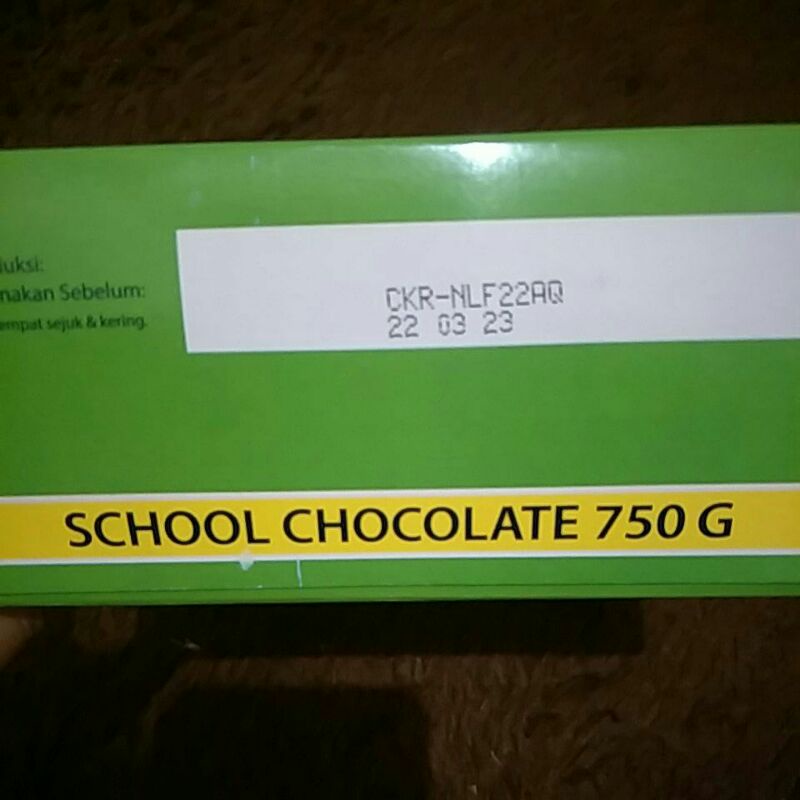 uksi:
nakan Sebelum:
empat sejuk & kering.
CKR-NLF22AQ
22 03 23
SCHOOL CHOCOLATE 750 G